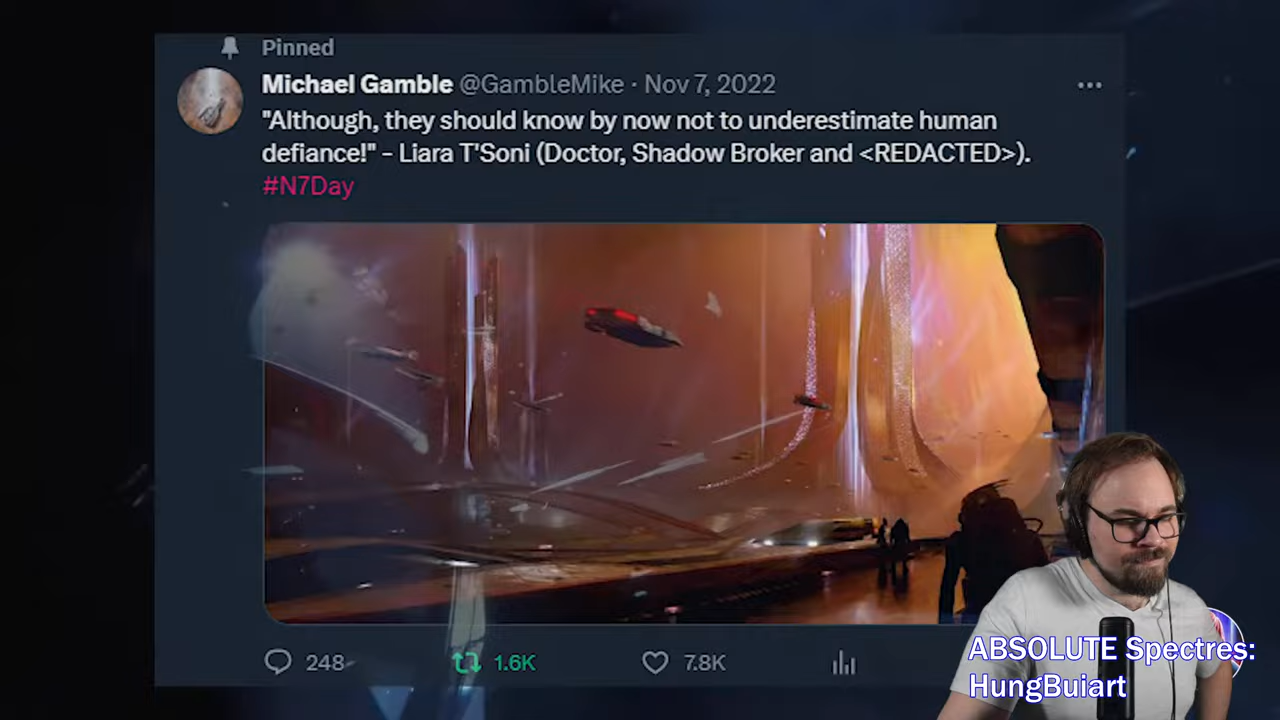 Pinned
Michael Gamble @GambleMike · Nov 7, 2022
"Although, they should know by now not to underestimate human
defiance!" - Liara T'Soni (Doctor, Shadow Broker and <REDACTED>).
#N7Day
248
1.6K
7.8K
ABSOLUTE Spectres:
HungBuiart